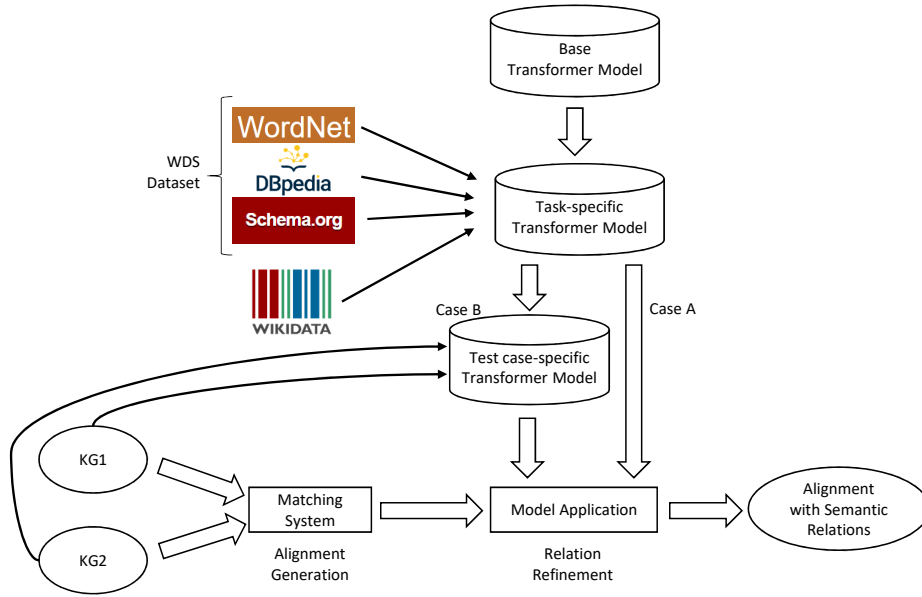 Base
Transformer Model
WordNet
WDS
Dataset
DBpedia
Schema.org
Task-specific
Transformer Model
WIKIDATA
Case B
Case A
Test case-specific
Transformer Model
KG1
Matching
System
Model Application
Alignment
with Semantic
Relations
KG2
Alignment
Generation
Relation
Refinement